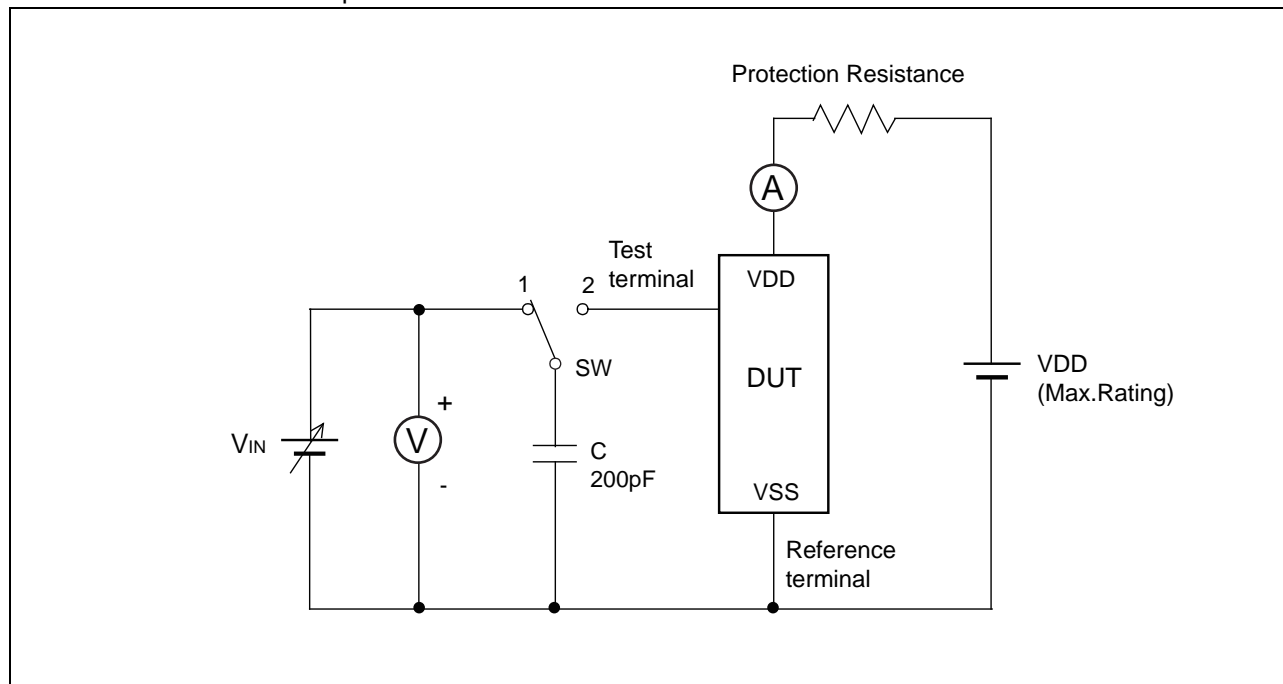 Protection Resistance
A
Test
terminal
VDD
1
2
SW
DUT
VDD
(Max.Rating)
VIN
+
V
-
C
200pF
VSS
Reference
terminal